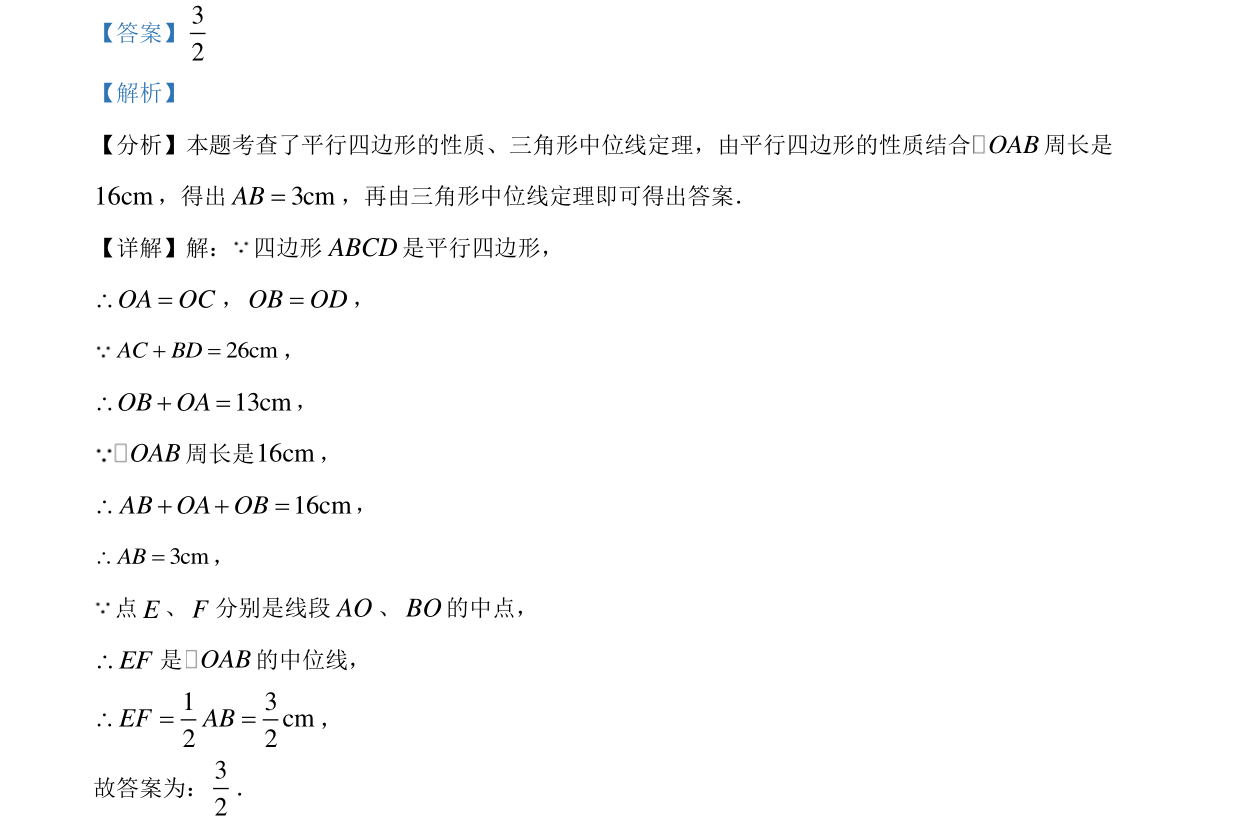 【答案】3/2
【解析】
【分析】本题考查了平行四边形的性质、三角形中位线定理，由平行四边形的性质结合□OAB周长是
16cm，得出AB = 3cm，再由三角形中位线定理即可得出答案．
【详解】解：∵四边形ABCD是平行四边形，
∴OA = OC，OB = OD，
∵AC + BD = 26cm，
∴OB + OA = 13cm，
∵□OAB周长是16cm，
∴AB + OA + OB = 16cm，
∴AB = 3cm，
∵点E、F分别是线段AO、BO的中点，
∴EF是□OAB的中位线，
∴EF = 1/2 AB = 3/2 cm，
故答案为：3/2．